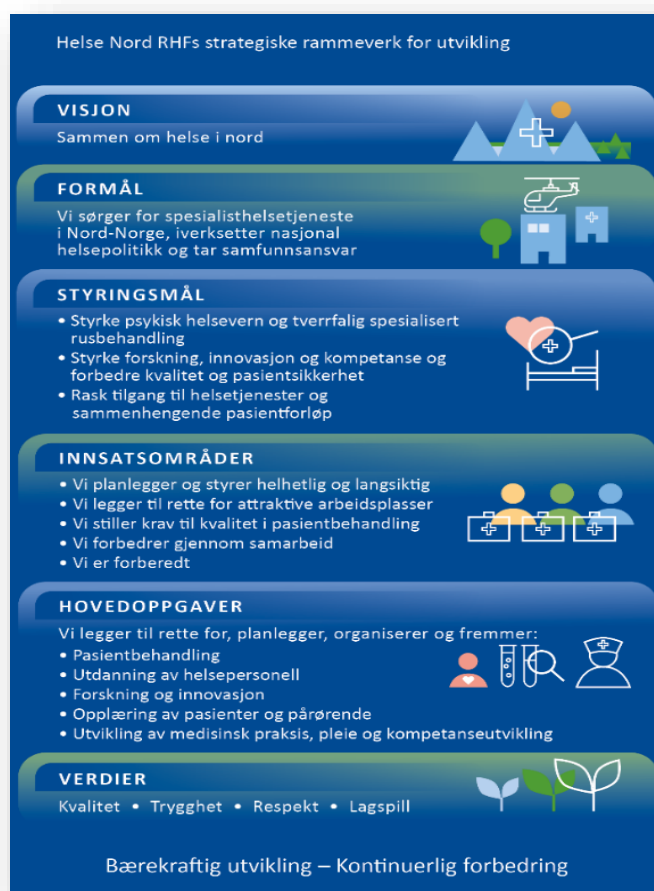 Helse Nord RHFs strategiske rammeverk for utvikling
VISJON
Sammen om helse i nord
FORMÅL
Vi sørger for spesialisthelsetjeneste
i Nord-Norge, iverksetter nasjonal
helsepolitikk og tar samfunnsansvar
STYRINGSMÅL
• Styrke psykisk helsevern og tverrfalig spesialisert
rusbehandling
• Styrke forskning, innovasjon og kompetanse og
forbedre kvalitet og pasientsikkerhet
• Rask tilgang til helsetjenester og
sammenhengende pasientforløp
INNSATSOMRÅDER
• Vi planlegger og styrer helhetlig og langsiktig
• Vi legger til rette for attraktive arbeidsplasser
• Vi stiller krav til kvalitet i pasientbehandling
• Vi forbedrer gjennom samarbeid
• Vi er forberedt
HOVEDOPPGAVER
Vi legger til rette for, planlegger, organiserer og fremmer:
• Pasientbehandling
• Utdanning av helsepersonell
• Forskning og innovasjon
• Opplæring av pasienter og pårørende
• Utvikling av medisinsk praksis, pleie og kompetanseutvikling
VERDIER
Kvalitet • Trygghet • Respekt • Lagspill
Bærekraftig utvikling – Kontinuerlig forbedring